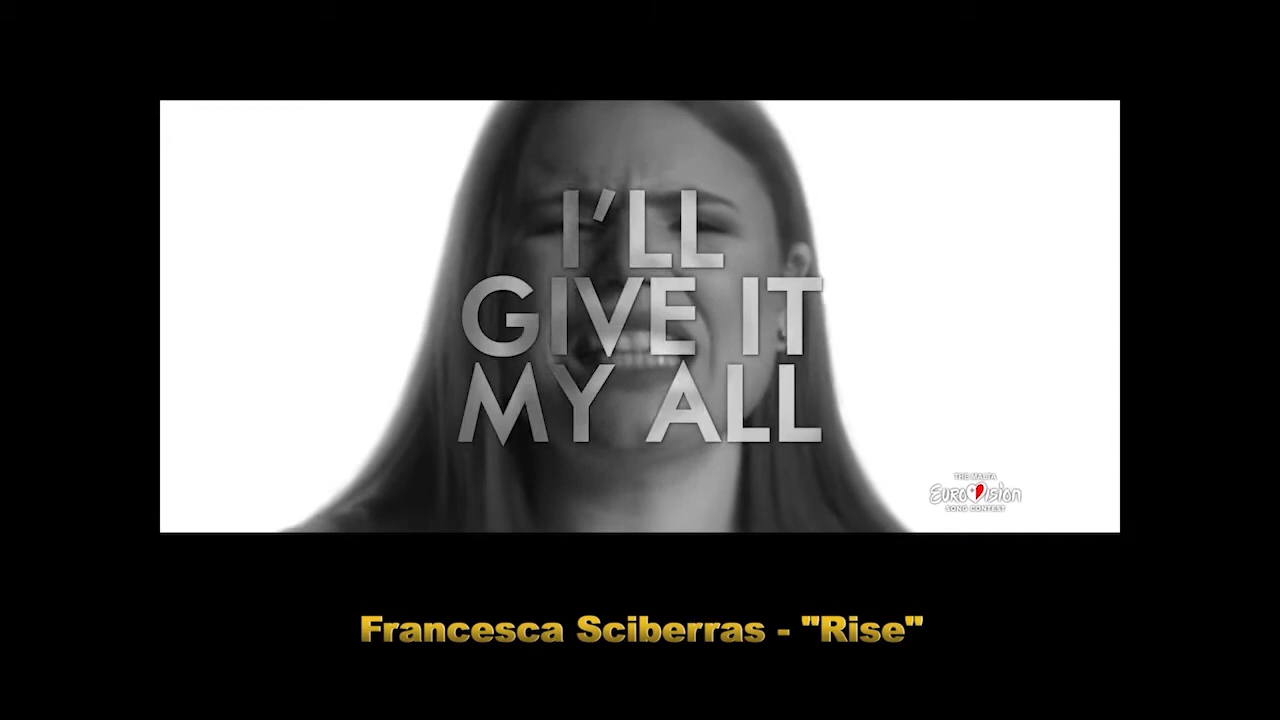 I'LL
GIVE IT
MY ALL
THE MALTA
EUROVISION
SONG CONTEST
Francesca Sciberras - "Rise"